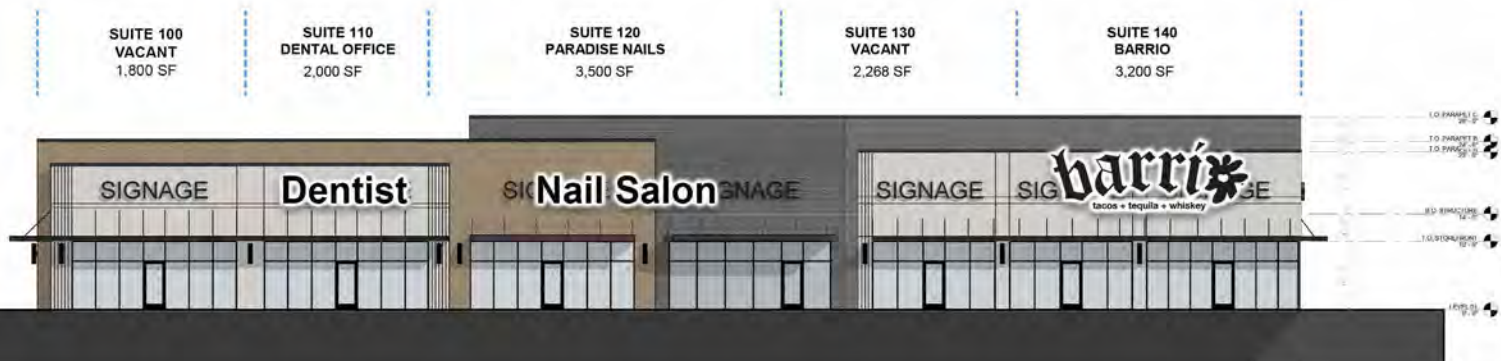 SUITE 100
VACANT
1,800 SF
SUITE 110
DENTAL OFFICE
2,000 SF
SUITE 120
PARADISE NAILS
3,500 SF
SUITE 130
VACANT
2,268 SF
SUITE 140
BARRIO
3,200 SF
SIGNAGE
Dentist
Nail Salon
SIGNAGE
barrio
tacos + tequila + whiskey
T.O. STOREFRONT